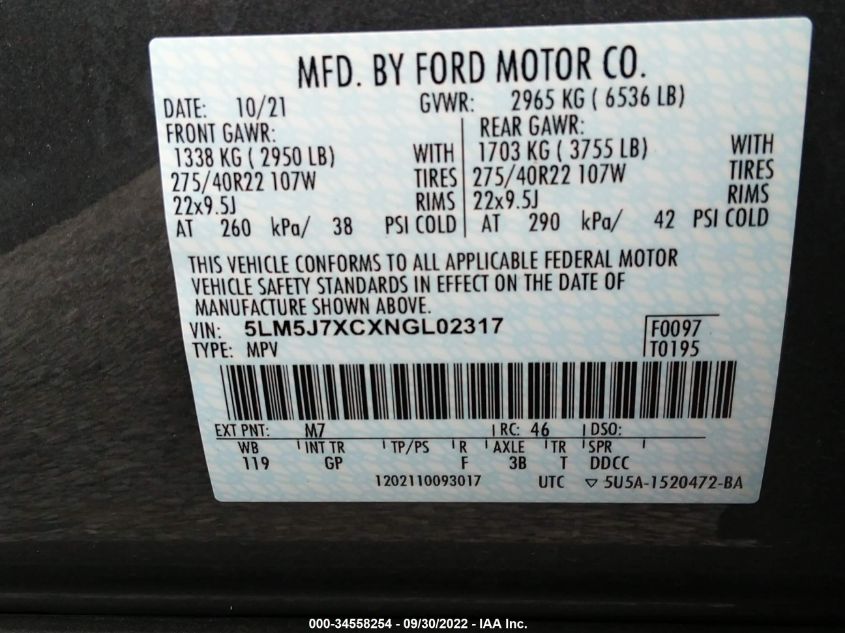 MFD. BY FORD MOTOR CO.
DATE: 10/21 GVWR: 2965 KG ( 6536 LB)
FRONT GAWR: REAR GAWR:
1338 KG ( 2950 LB) WITH 1703 KG ( 3755 LB) WITH
275/40R22 107W TIRES 275/40R22 107W TIRES
22x9.5J RIMS 22x9.5J RIMS
AT 260 kPa/ 38 PSI COLD AT 290 kPa/ 42 PSI COLD
THIS VEHICLE CONFORMS TO ALL APPLICABLE FEDERAL MOTOR
VEHICLE SAFETY STANDARDS IN EFFECT ON THE DATE OF
MANUFACTURE SHOWN ABOVE.
VIN: 5LM5J7XCXNGL02317 F0097
TYPE: MPV T0195
EXT PNT: M7 RC: 46 DSO:
WB INT TR TP/PS R AXLE TR SPR
119 GP F 3B T DDCC
1202110093017 UTC ▽ 5U5A-1520472-BA
000-34558254 - 09/30/2022 - IAA Inc.